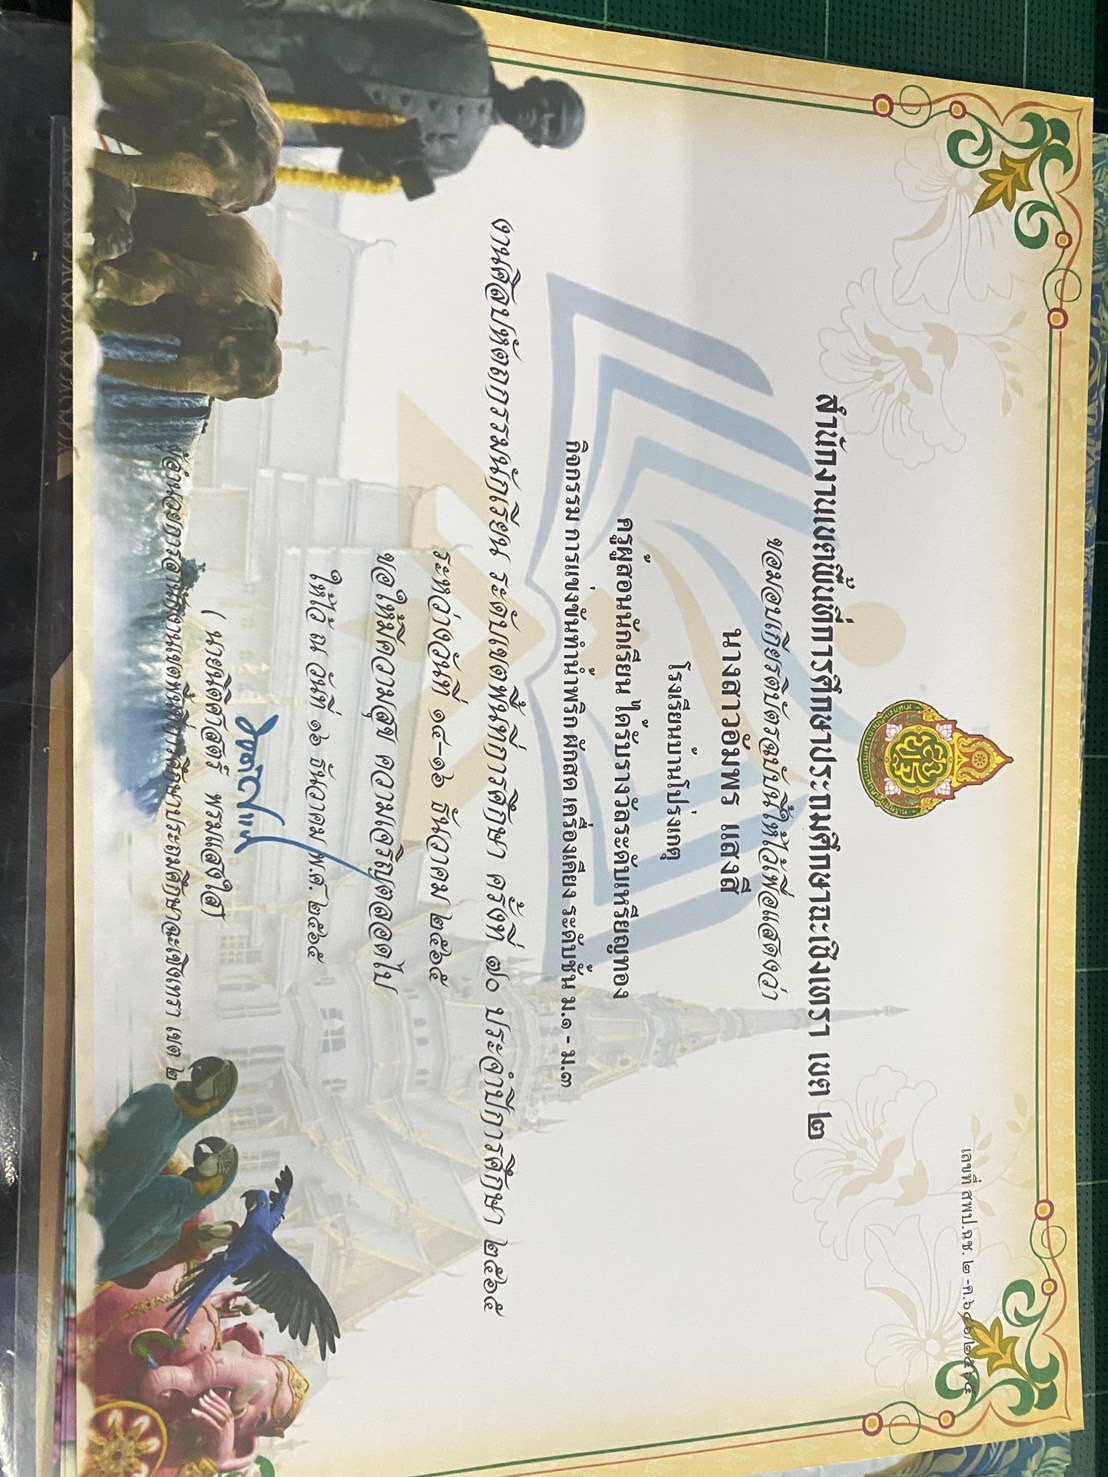 เลขที่ สพป.ฉช. ๒ -ค.
สำนักงานเขตพื้นที่การศึกษาประถมศึกษาฉะเชิงเทรา เขต ๒
ขอมอบเกียรติบัตรฉบับนี้ให้ไว้เพื่อแสดงว่า
นางสาวอัมพร แสงดี
โรงเรียนบ้านโปร่งเกตุ
ครูผู้สอนนักเรียน ได้รับรางวัลระดับเหรียญทอง
กิจกรรม การแข่งขันทำน้ำพริก ผักสด เครื่องเคียง ระดับชั้น ม.๑ - ม.๓
งานศิลปหัตถกรรมนักเรียน ระดับเขตพื้นที่การศึกษา ครั้งที่ ๗๐ ประจำปีการศึกษา ๒๕๖๕
ระหว่างวันที่ ๑๔-๑๖ ธันวาคม ๒๕๖๕
ขอให้มีความสุข ความเจริญตลอดไป
ให้ไว้ ณ วันที่ ๑๖ ธันวาคม พ.ศ. ๒๕๖๕
( นายนิติศาสตร์ พรมแสงใส)
ผู้อำนวยการสำนักงานเขตพื้นที่การศึกษาประถมศึกษาฉะเชิงเทรา เขต ๒